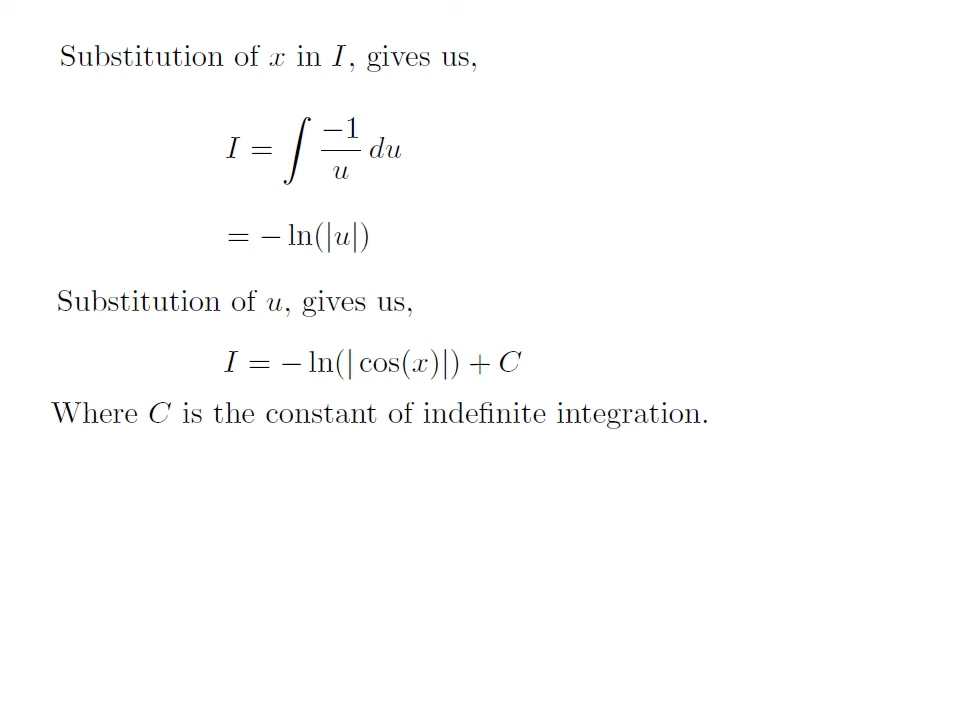 Substitution of x in I, gives us,
I = ∫ −1/u du
= − ln(|u|)
Substitution of u, gives us,
I = − ln(| cos(x)|) + C
Where C is the constant of indefinite integration.